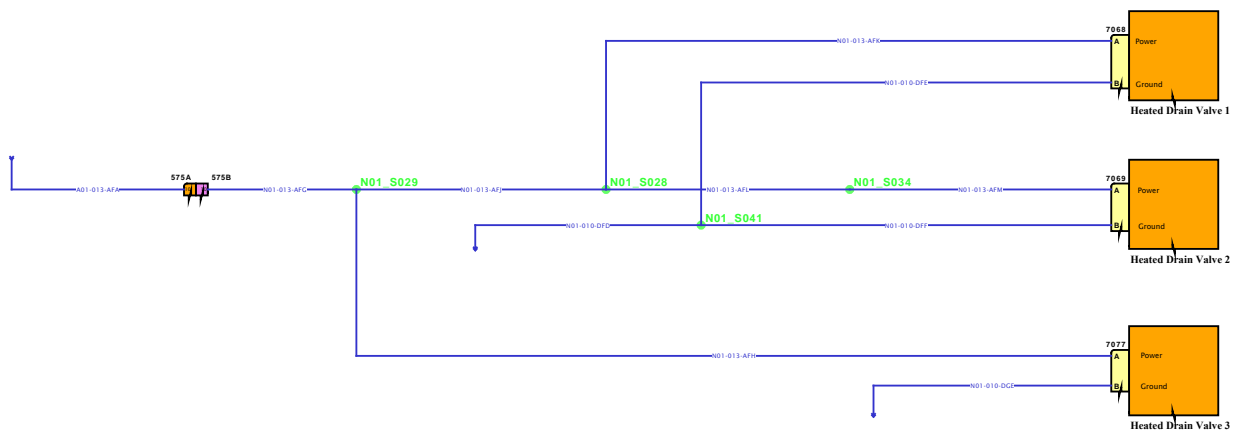 7068
N01-013-AFK
A
Power
N01-010-DFE
B
Ground
Heated Drain Valve 1
575A
575B
7069
A01-013-AFA
N01-013-AFG
N01_S029
N01-013-AFJ
N01_S028
N01-013-AFL
N01_S034
N01-013-AFM
A
Power
N01_S041
N01-010-DFD
N01-010-DFF
B
Ground
Heated Drain Valve 2
7077
N01-013-AFH
A
Power
N01-010-DGE
B
Ground
Heated Drain Valve 3